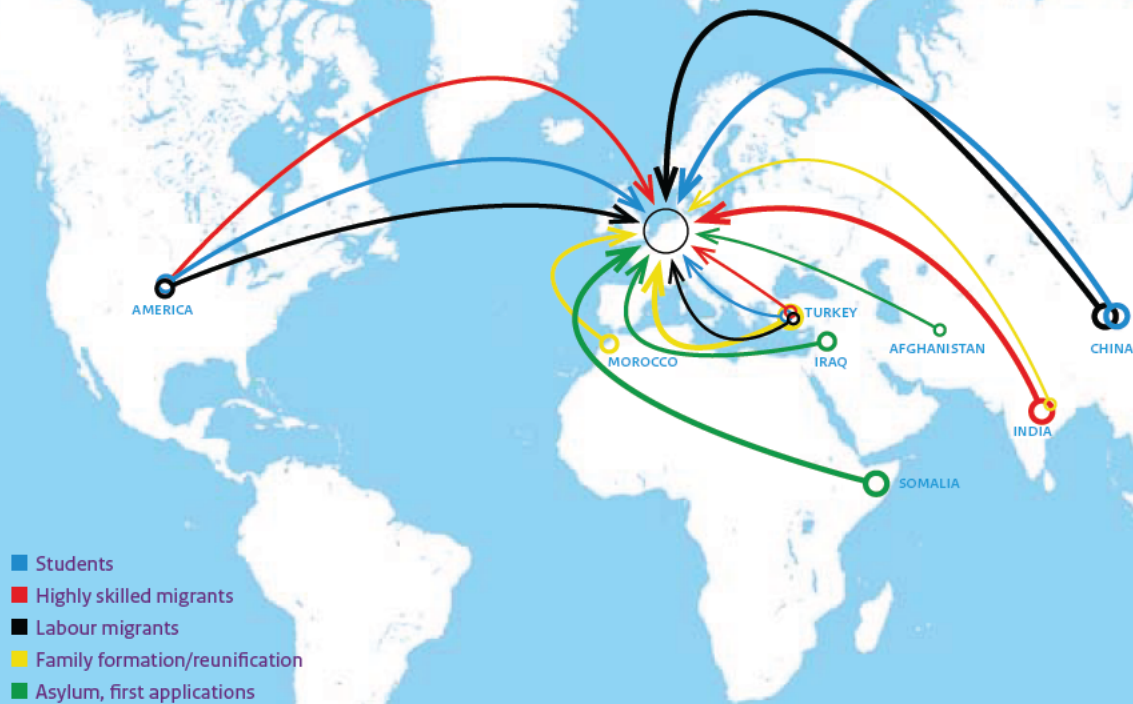 AMERICA
TURKEY
MOROCCO
IRAQ
AFGHANISTAN
CHINA
INDIA
SOMALIA
Students
Highly skilled migrants
Labour migrants
Family formation/reunification
Asylum, first applications